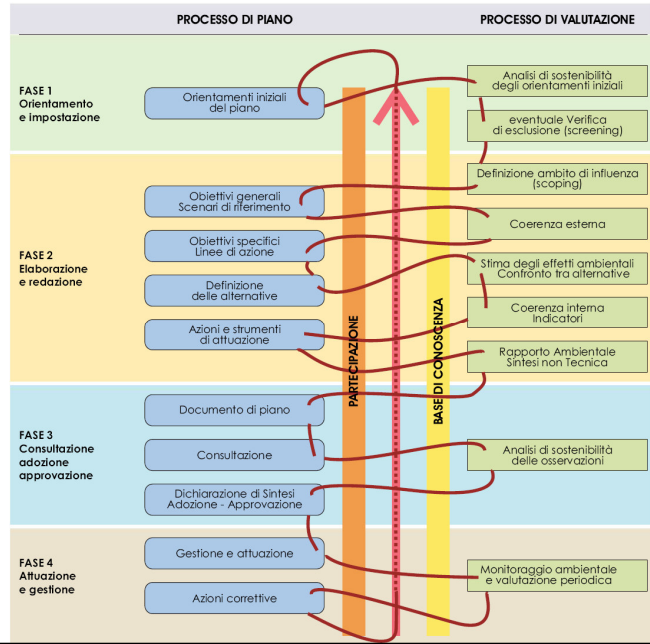 PROCESSO DI PIANO
PROCESSO DI VALUTAZIONE
FASE 1
Orientamento
e impostazione
Orientamenti iniziali
del piano
Analisi di sostenibilità
degli orientamenti iniziali
eventuale Verifica
di esclusione (screening)
FASE 2
Elaborazione
e redazione
Obiettivi generali
Scenari di riferimento
Obiettivi specifici
Linee di azione
Definizione
delle alternative
Azioni e strumenti
di attuazione
Definizione ambito di influenza
(scoping)
Coerenza esterna
Stima degli effetti ambientali
Confronto tra alternative
Coerenza interna
Indicatori
Rapporto Ambientale
Sintesi non Tecnica
PARTECIPAZIONE
BASE DI CONOSCENZA
FASE 3
Consultazione
adozione
approvazione
Documento di piano
Consultazione
Dichiarazione di Sintesi
Adozione - Approvazione
Analisi di sostenibilità
delle osservazioni
FASE 4
Attuazione
e gestione
Gestione e attuazione
Azioni correttive
Monitoraggio ambientale
e valutazione periodica